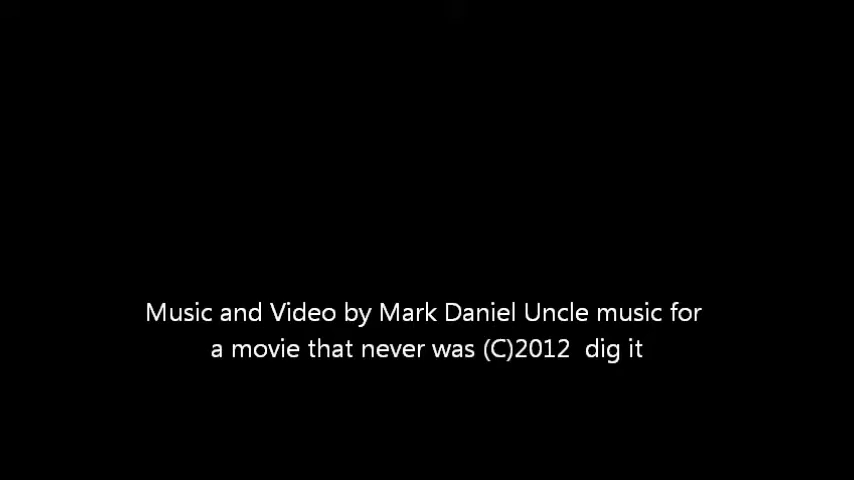 Music and Video by Mark Daniel Uncle music for
a movie that never was (C)2012  dig it